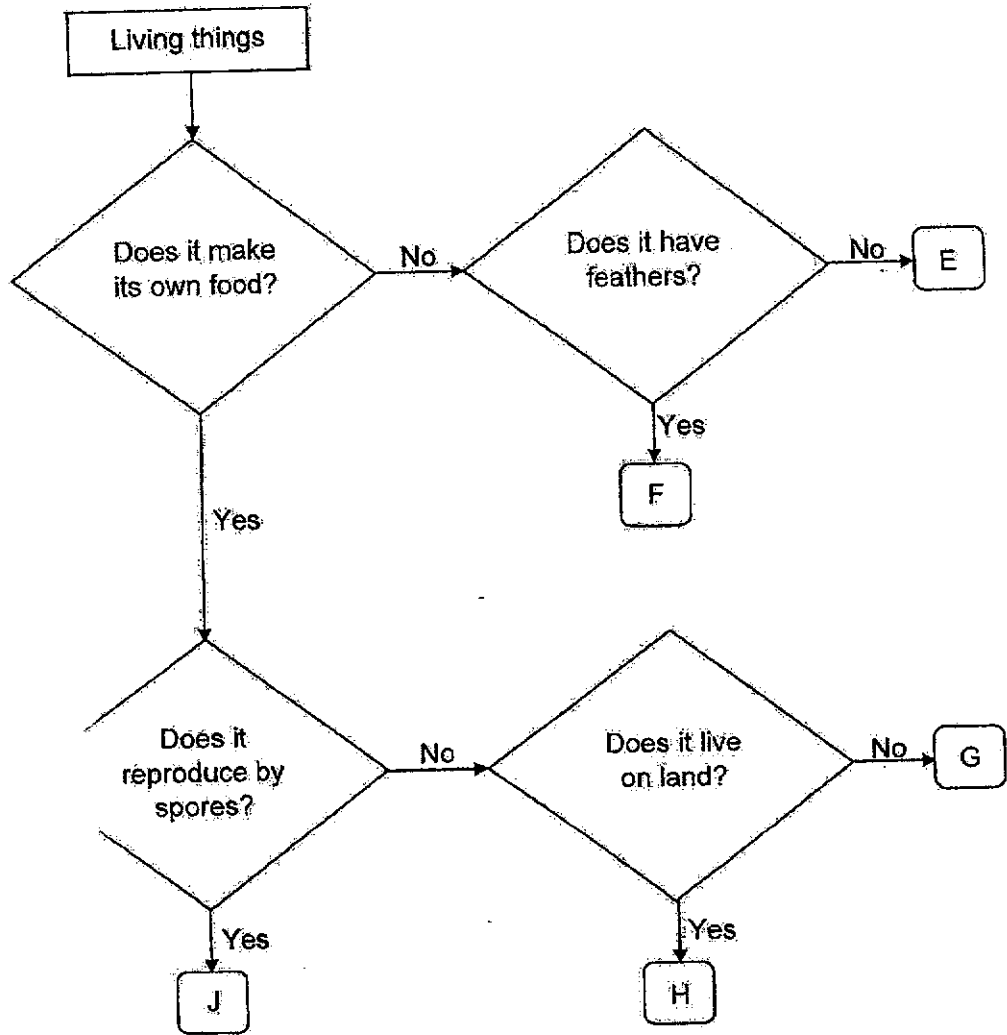 Living things
Does it make
its own food?
No
Does it have
feathers?
No
E
Yes
F
Yes
Does it
reproduce by
spores?
No
Does it live
on land?
No
G
Yes
J
Yes
H